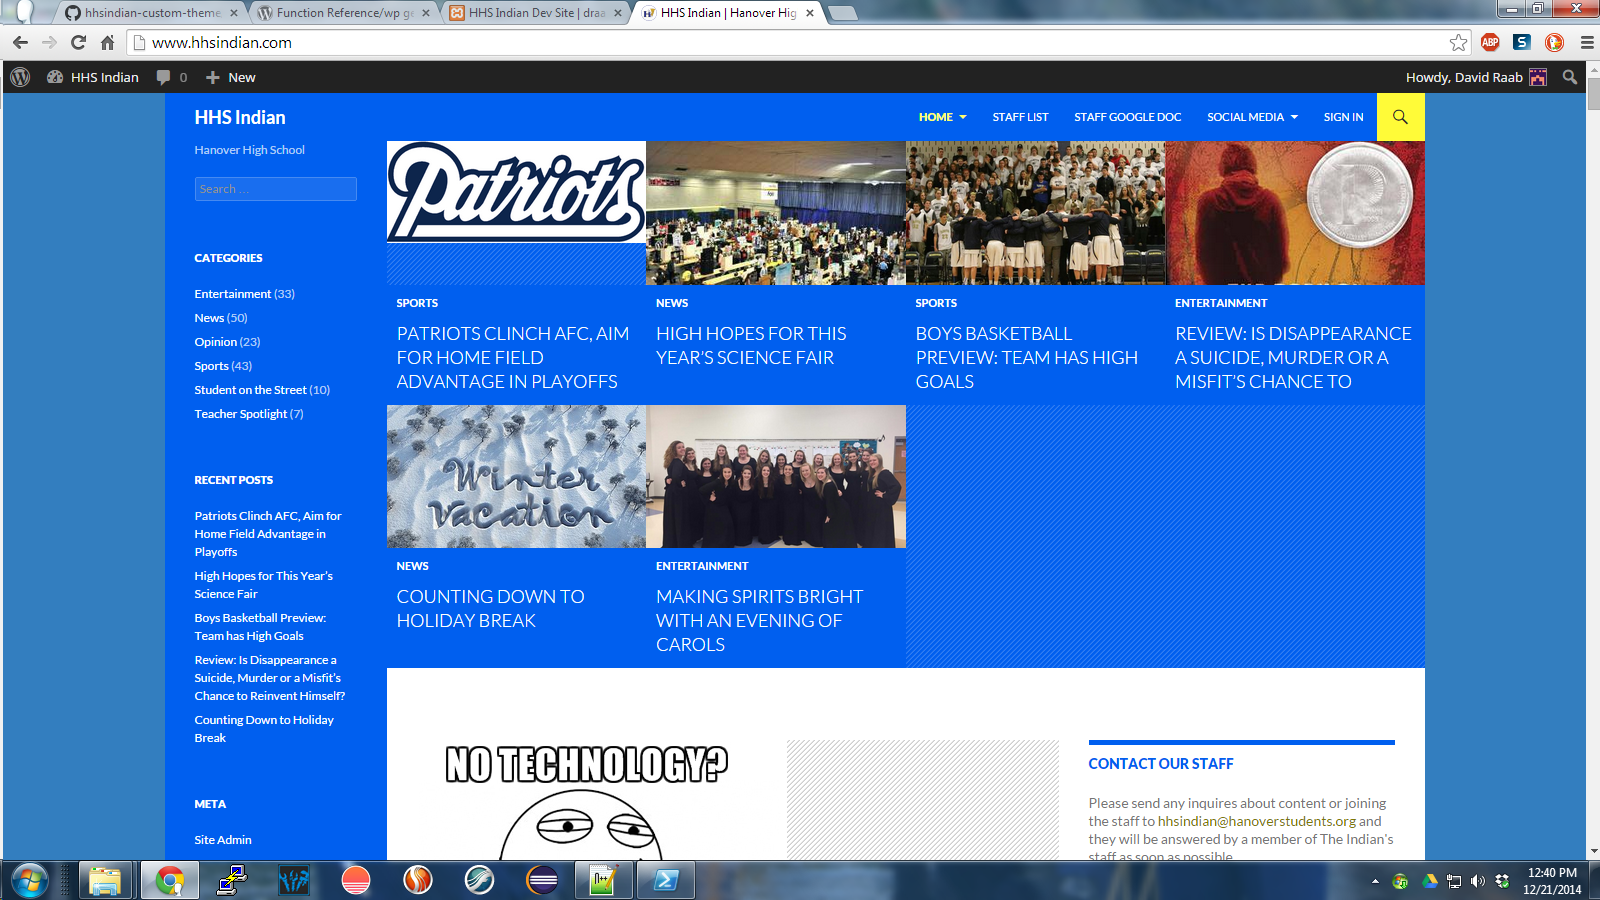 hhsindian-custom-theme
Function Reference/wp ge
HHS Indian Dev Site | draa
HHS Indian | Hanover Hig
www.hhsindian.com
ABP
S
HHS Indian
0
New
Howdy, David Raab
HHS Indian
HOME
STAFF LIST
STAFF GOOGLE DOC
SOCIAL MEDIA
SIGN IN
Hanover High School
Search ...
CATEGORIES
Entertainment (33)
News (50)
Opinion (23)
Sports (43)
Student on the Street (10)
Teacher Spotlight (7)
RECENT POSTS
Patriots Clinch AFC, Aim for
Home Field Advantage in
Playoffs
High Hopes for This Year's
Science Fair
Boys Basketball Preview:
Team has High Goals
Review: Is Disappearance a
Suicide, Murder or a Misfit's
Chance to Reinvent Himself?
Counting Down to Holiday
Break
META
Site Admin
Patriots
SPORTS
PATRIOTS CLINCH AFC, AIM
FOR HOME FIELD
ADVANTAGE IN PLAYOFFS
NEWS
HIGH HOPES FOR THIS
YEAR'S SCIENCE FAIR
SPORTS
BOYS BASKETBALL
PREVIEW: TEAM HAS HIGH
GOALS
R
ENTERTAINMENT
REVIEW: IS DISAPPEARANCE
A SUICIDE, MURDER OR A
MISFIT'S CHANCE TO
Winter
Vacation
NEWS
COUNTING DOWN TO
HOLIDAY BREAK
ENTERTAINMENT
MAKING SPIRITS BRIGHT
WITH AN EVENING OF
CAROLS
NO TECHNOLOGY?
CONTACT OUR STAFF
Please send any inquires about content or joining
the staff to hhsindian@hanoverstudents.org and
they will be answered by a member of The Indian's
staff as soon as possible
12:40 PM
12/21/2014